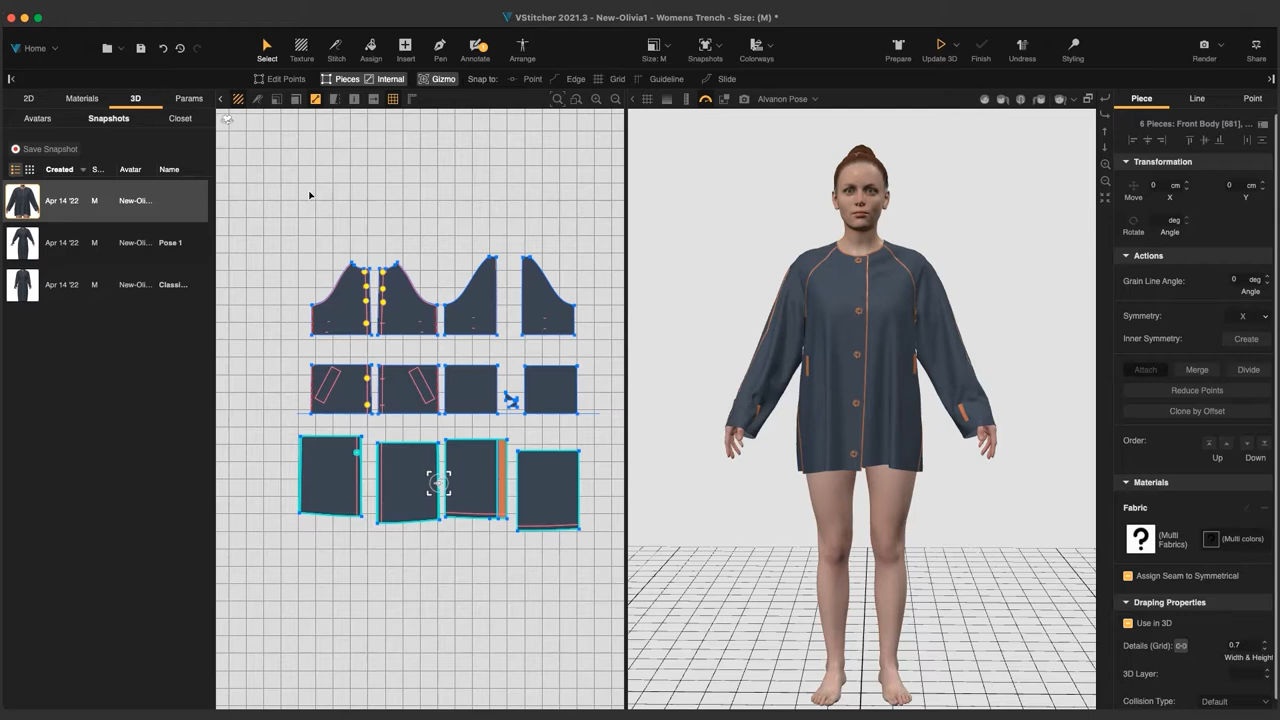 VStitcher 2021.3 - New-Olivia1 - Womens Trench - Size: (M) *
Home
Select Texture Stitch Assign Insert Pen Annotate Arrange Size: M Snapshots Colorways Prepare Update 3D Finish Undress Styling Render Share
Edit Points Pieces Internal Gizmo Snap to: Point Edge Grid Guideline Slide
2D Materials 3D Params
Avatars Snapshots Closet
Save Snapshot
Created S... Avatar Name
Apr 14 '22 M New-Oli...
Apr 14 '22 M New-Oli... Pose 1
Apr 14 '22 M New-Oli... Classi...
Alvanon Pose
Piece Line Point
6 Pieces: Front Body [681], ...
Transformation
0 cm 0 cm
Move X Y
deg
Rotate Angle
Actions
Grain Line Angle: 0 deg
Angle
Symmetry: X
Inner Symmetry: Create
Attach Merge Divide
Reduce Points
Clone by Offset
Order: Up Down
Materials
Fabric
? (Multi Fabrics) ? (Multi colors)
Assign Seam to Symmetrical
Draping Properties
Use in 3D
Details (Grid): 0.7
Width & Height
3D Layer:
Collision Type: Default